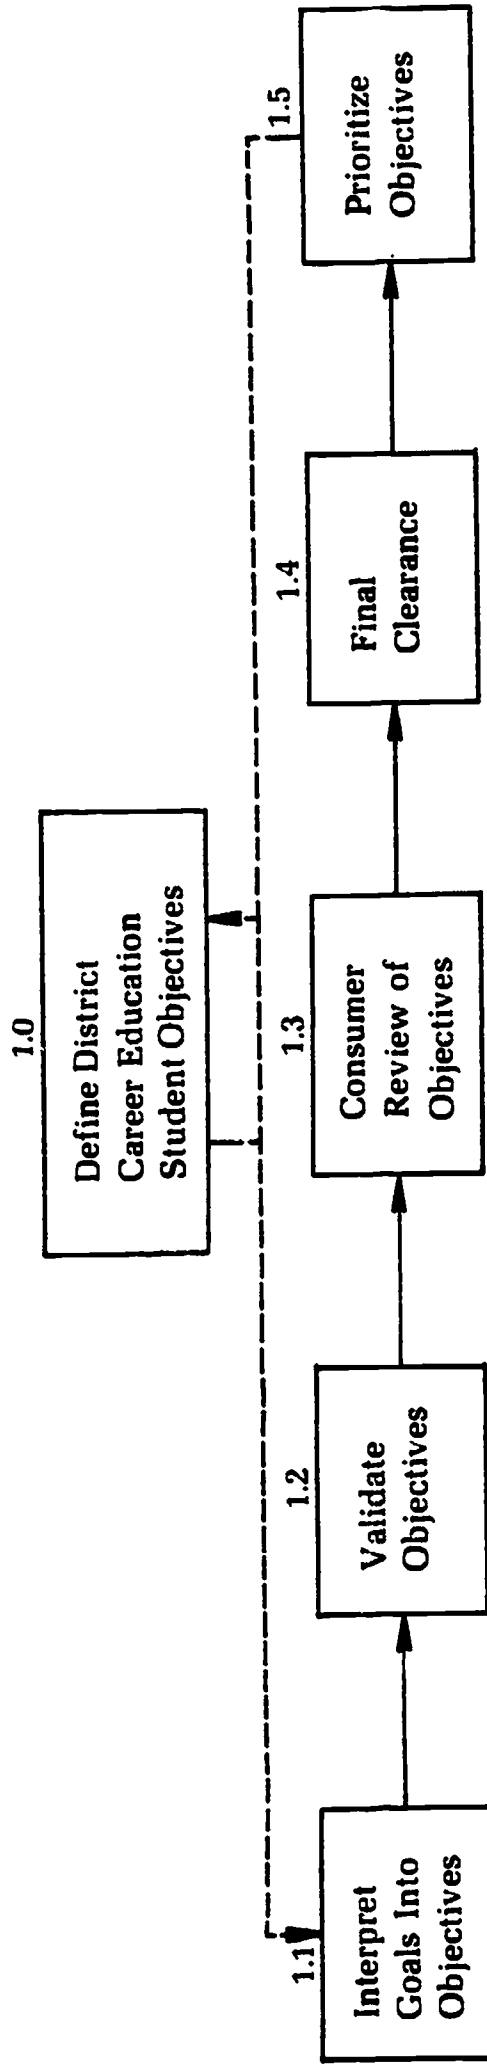 1.0
Define District
Career Education
Student Objectives
1.1
Interpret
Goals Into
Objectives
1.2
Validate
Objectives
1.3
Consumer
Review of
Objectives
1.4
Final
Clearance
1.5
Prioritize
Objectives